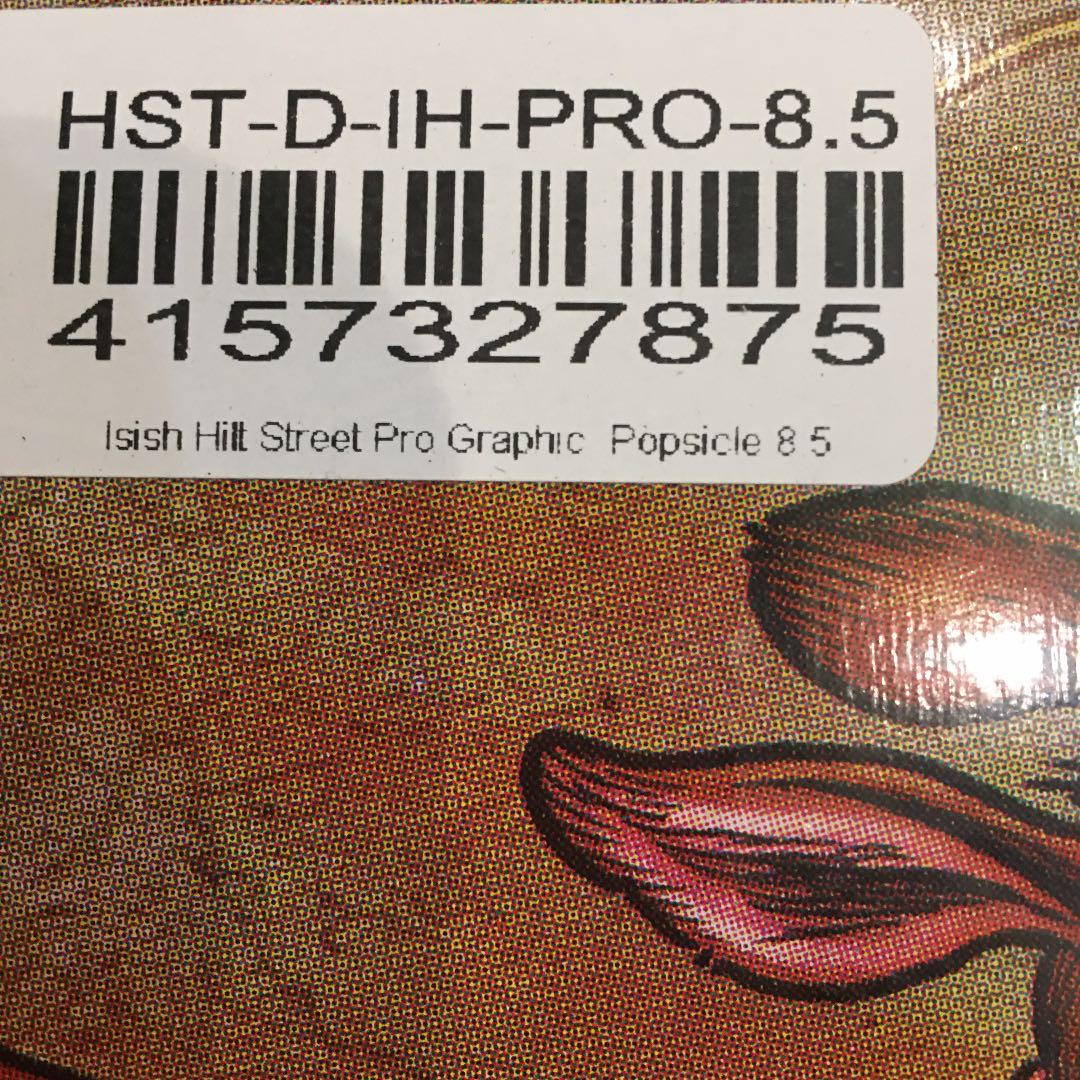 HST-D-IH-PRO-8.5
4157327875
Isish Hilt Street Pro Graphic Popsicle 8.5